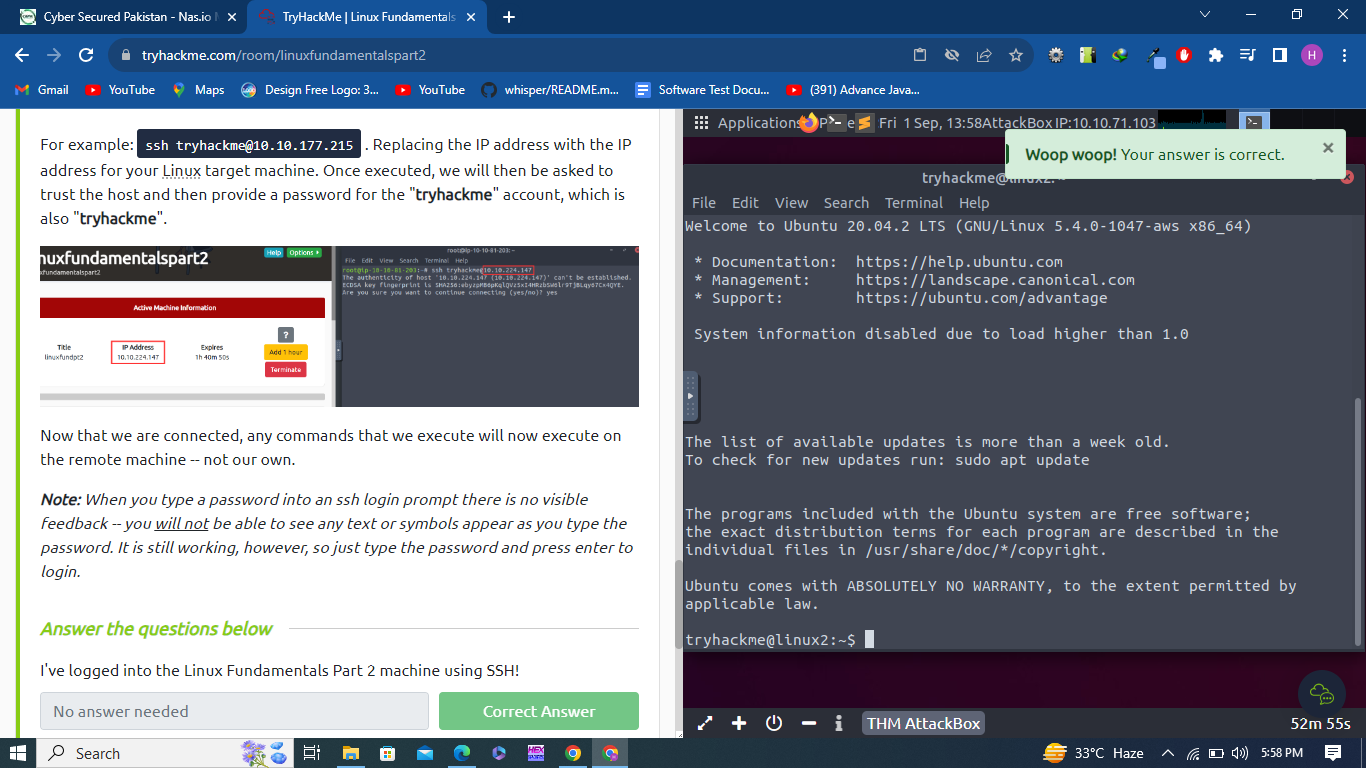 Cyber Secured Pakistan - Nas.io
TryHackMe | Linux Fundamentals
tryhackme.com/room/linuxfundamentalspart2
H
Gmail
YouTube
Maps
Design Free Logo: 3...
YouTube
whisper/README.m...
Software Test Docu...
(391) Advance Java...
For example: ssh tryhackme@10.10.177.215 . Replacing the IP address with the IP
address for your Linux target machine. Once executed, we will then be asked to
trust the host and then provide a password for the "tryhackme" account, which is
also "tryhackme".
nuxfundamentalspart2
Help
Options
xfundamentalspart2
Active Machine Information
Title
IP Address
Expires
?
linuxfundpt2
10.10.224.147
1h 40m 50s
Add 1 hour
Terminate
root@ip-10-10-81-203: ~
File Edit View Search Terminal Help
root@ip-10-10-81-203:~# ssh tryhackme@10.10.224.147
The authenticity of host '10.10.224.147 (10.10.224.147)' can't be established.
ECDSA key fingerprint is
Are you sure you want to continue connecting (yes/no)? yes
Now that we are connected, any commands that we execute will now execute on
the remote machine -- not our own.
Note: When you type a password into an ssh login prompt there is no visible
feedback -- you will not be able to see any text or symbols appear as you type the
password. It is still working, however, so just type the password and press enter to
login.
Answer the questions below
I've logged into the Linux Fundamentals Part 2 machine using SSH!
No answer needed
Correct Answer
Applications
Fri 1 Sep, 13:58
AttackBox IP:10.10.71.103
Woop woop! Your answer is correct.
tryhackme@linux2: ~
File Edit View Search Terminal Help
Welcome to Ubuntu 20.04.2 LTS (GNU/Linux 5.4.0-1047-aws x86_64)
* Documentation: https://help.ubuntu.com
* Management: https://landscape.canonical.com
* Support: https://ubuntu.com/advantage
System information disabled due to load higher than 1.0
The list of available updates is more than a week old.
To check for new updates run: sudo apt update
The programs included with the Ubuntu system are free software;
the exact distribution terms for each program are described in the
individual files in /usr/share/doc/*/copyright.
Ubuntu comes with ABSOLUTELY NO WARRANTY, to the extent permitted by
applicable law.
tryhackme@linux2:~$
THM AttackBox
52m 55s
Search
33°C Haze
5:58 PM